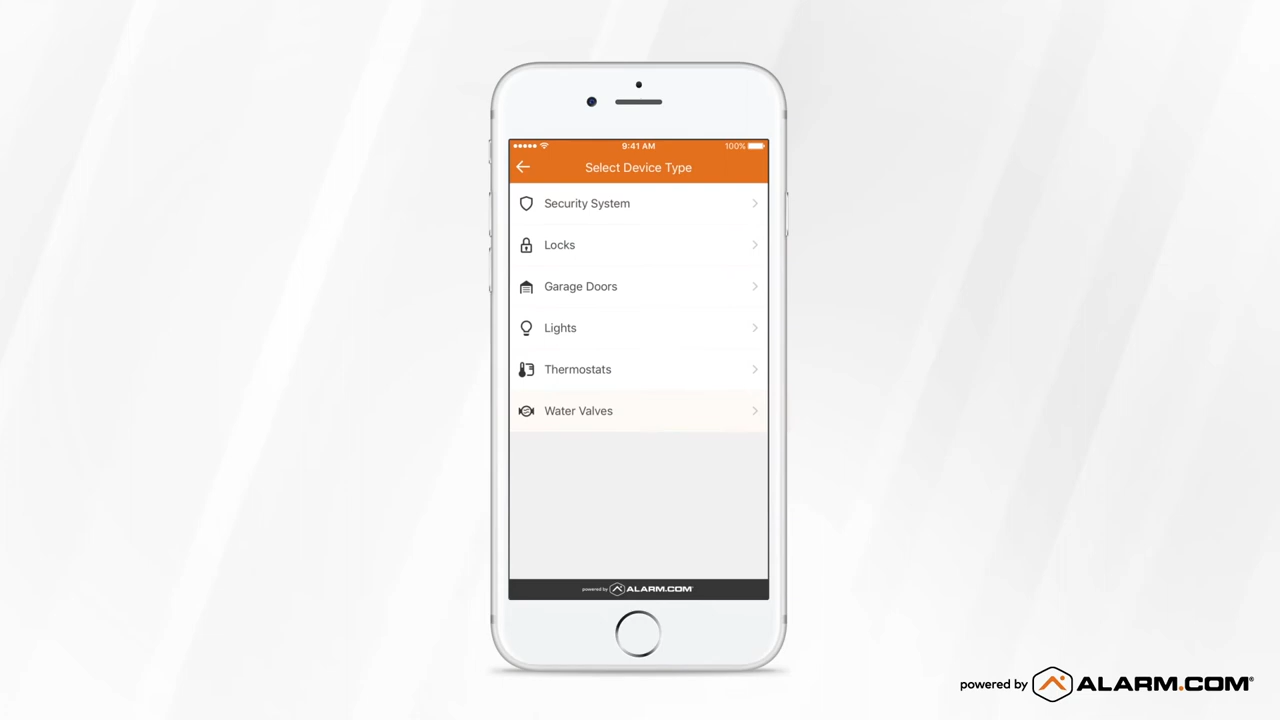 9:41 AM
100%
Select Device Type
Security System
Locks
Garage Doors
Lights
Thermostats
Water Valves
powered by ALARM.COM
powered by ALARM.COM®